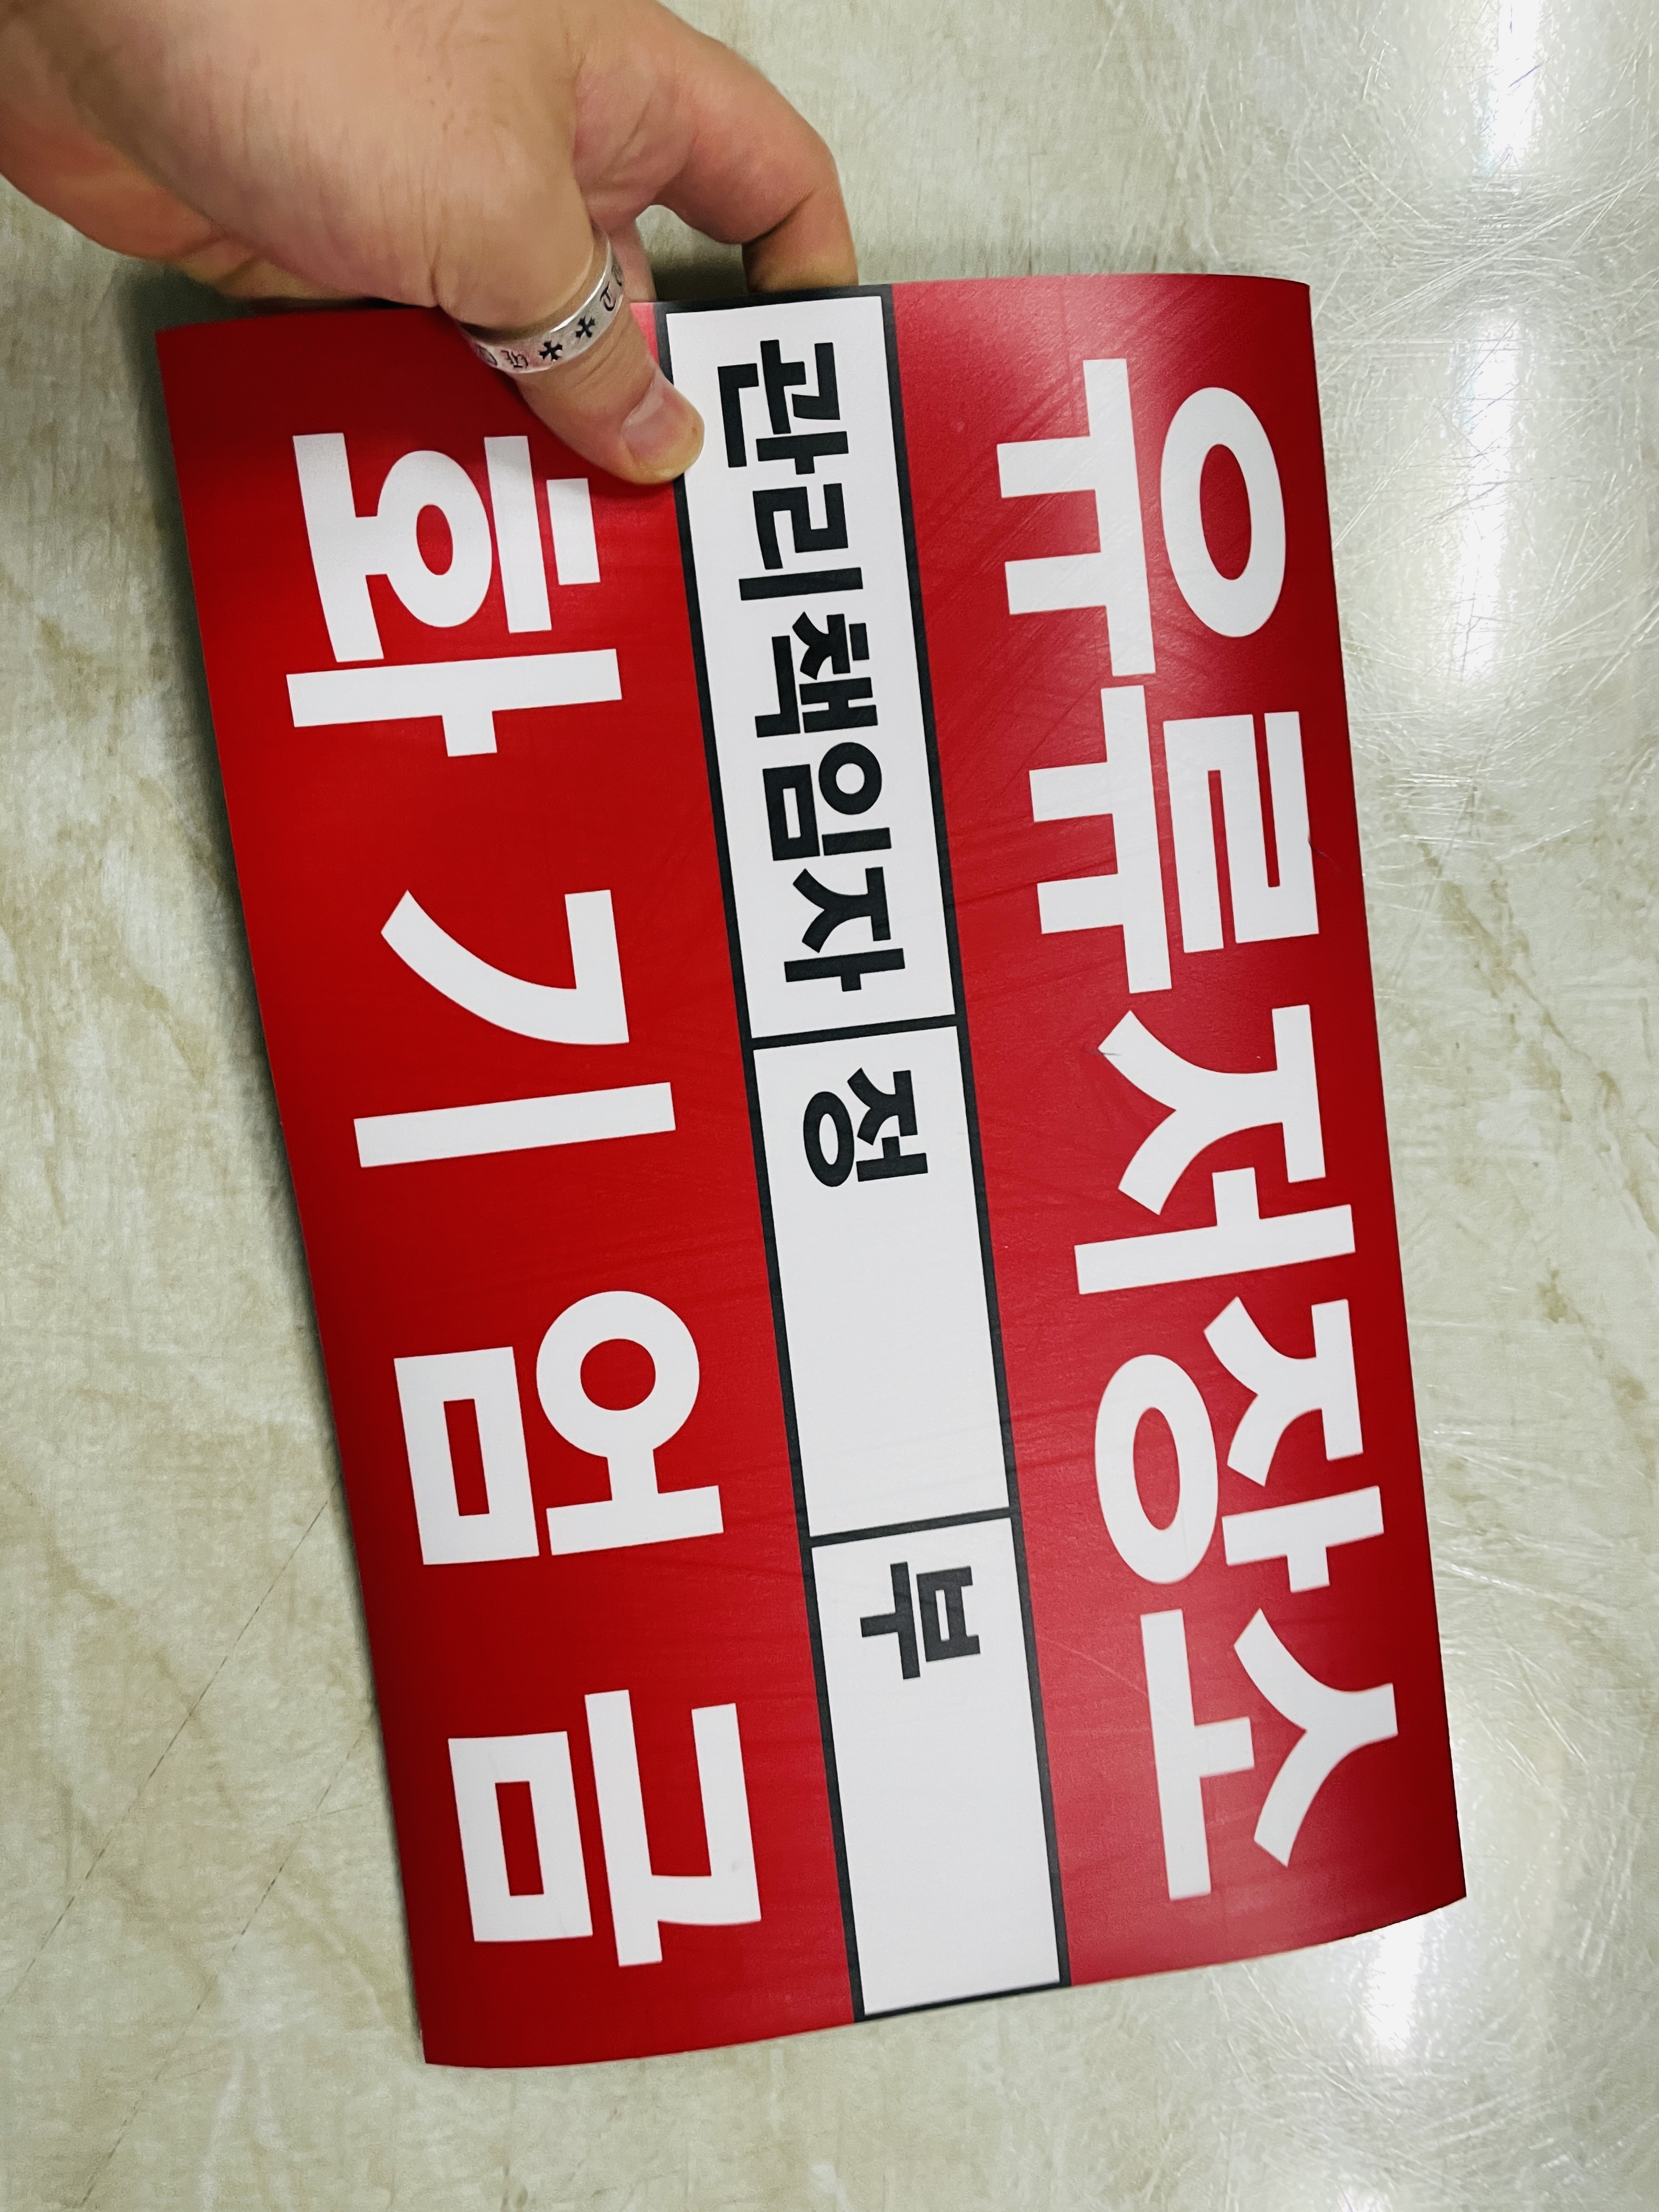 유류저장소
관리책임자 정 부
화기엄금